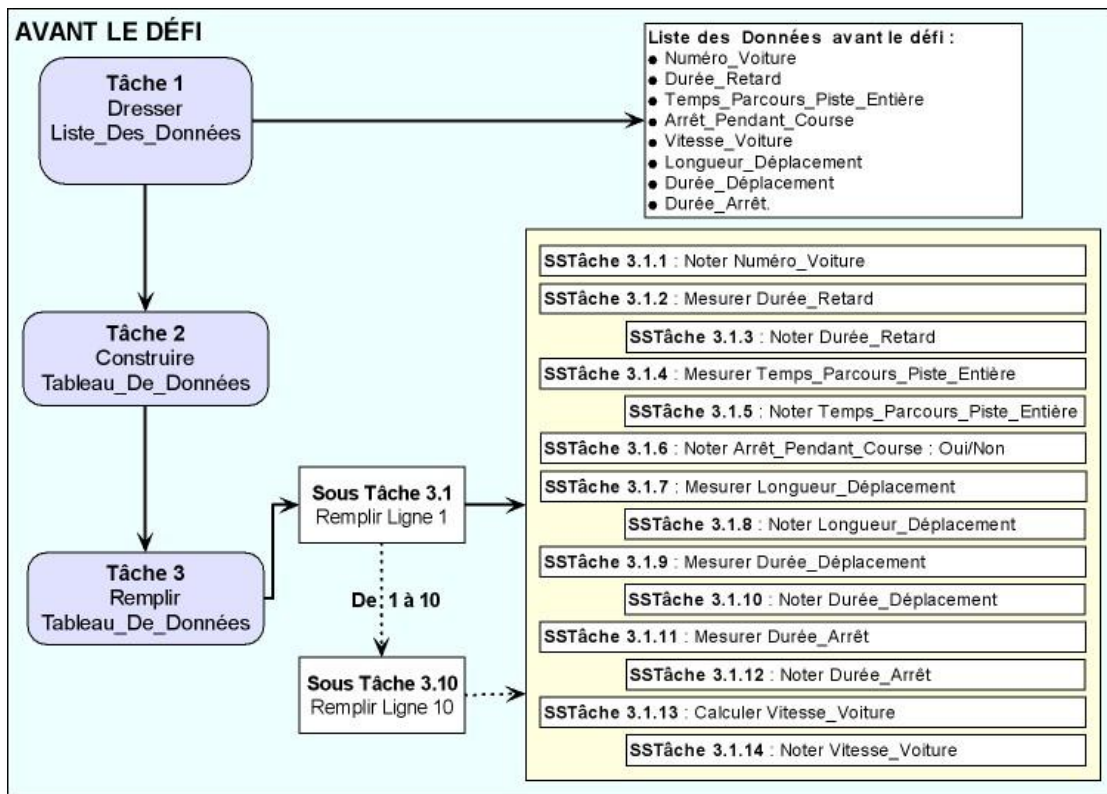 AVANT LE DÉFI
Tâche 1
Dresser
Liste_Des_Données
Liste des Données avant le défi :
● Numéro_Voiture
● Durée_Retard
● Temps_Parcours_Piste_Entière
● Arrêt_Pendant_Course
● Vitesse_Voiture
● Longueur_Déplacement
● Durée_Déplacement
● Durée_Arrêt.
Tâche 2
Construire
Tableau_De_Données
Tâche 3
Remplir
Tableau_De_Données
Sous Tâche 3.1
Remplir Ligne 1
De 1 à 10
Sous Tâche 3.10
Remplir Ligne 10
SSTâche 3.1.1 : Noter Numéro_Voiture
SSTâche 3.1.2 : Mesurer Durée_Retard
SSTâche 3.1.3 : Noter Durée_Retard
SSTâche 3.1.4 : Mesurer Temps_Parcours_Piste_Entière
SSTâche 3.1.5 : Noter Temps_Parcours_Piste_Entière
SSTâche 3.1.6 : Noter Arrêt_Pendant_Course : Oui/Non
SSTâche 3.1.7 : Mesurer Longueur_Déplacement
SSTâche 3.1.8 : Noter Longueur_Déplacement
SSTâche 3.1.9 : Mesurer Durée_Déplacement
SSTâche 3.1.10 : Noter Durée_Déplacement
SSTâche 3.1.11 : Mesurer Durée_Arrêt
SSTâche 3.1.12 : Noter Durée_Arrêt
SSTâche 3.1.13 : Calculer Vitesse_Voiture
SSTâche 3.1.14 : Noter Vitesse_Voiture